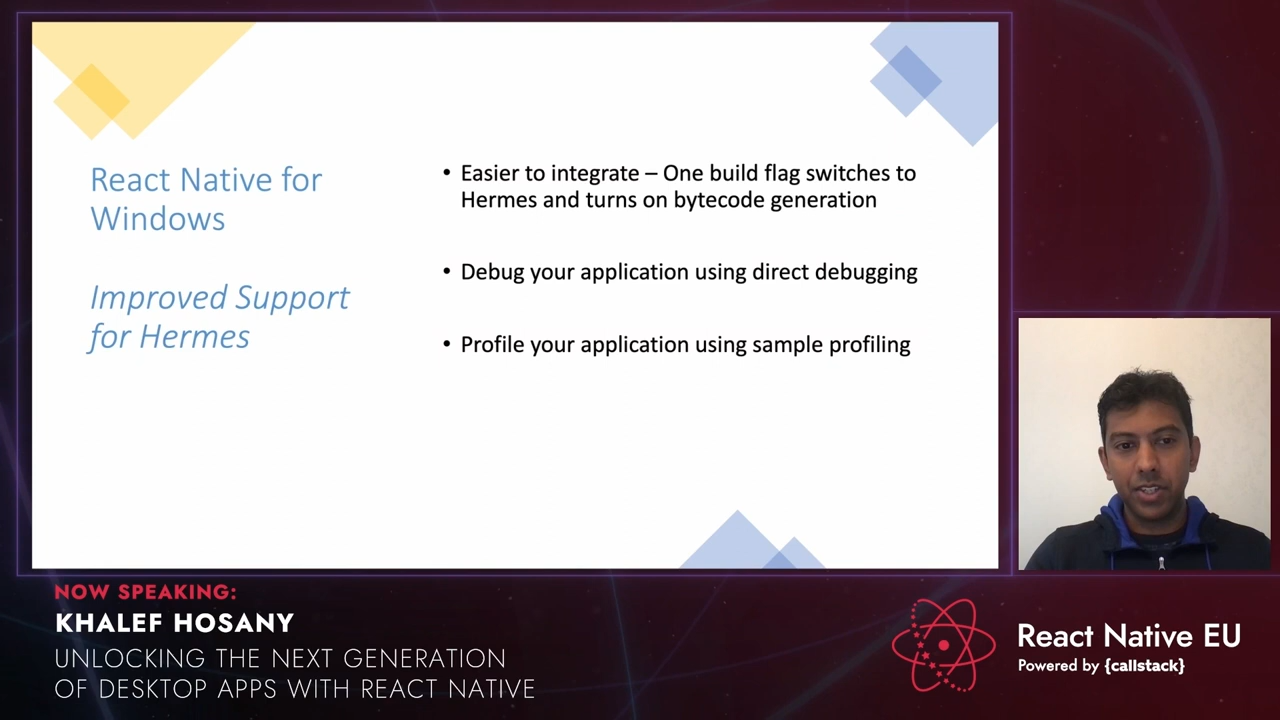 React Native for
Windows
Improved Support
for Hermes
• Easier to integrate – One build flag switches to
Hermes and turns on bytecode generation
• Debug your application using direct debugging
• Profile your application using sample profiling
NOW SPEAKING:
KHALEF HOSANY
UNLOCKING THE NEXT GENERATION
OF DESKTOP APPS WITH REACT NATIVE
React Native EU
Powered by {callstack}